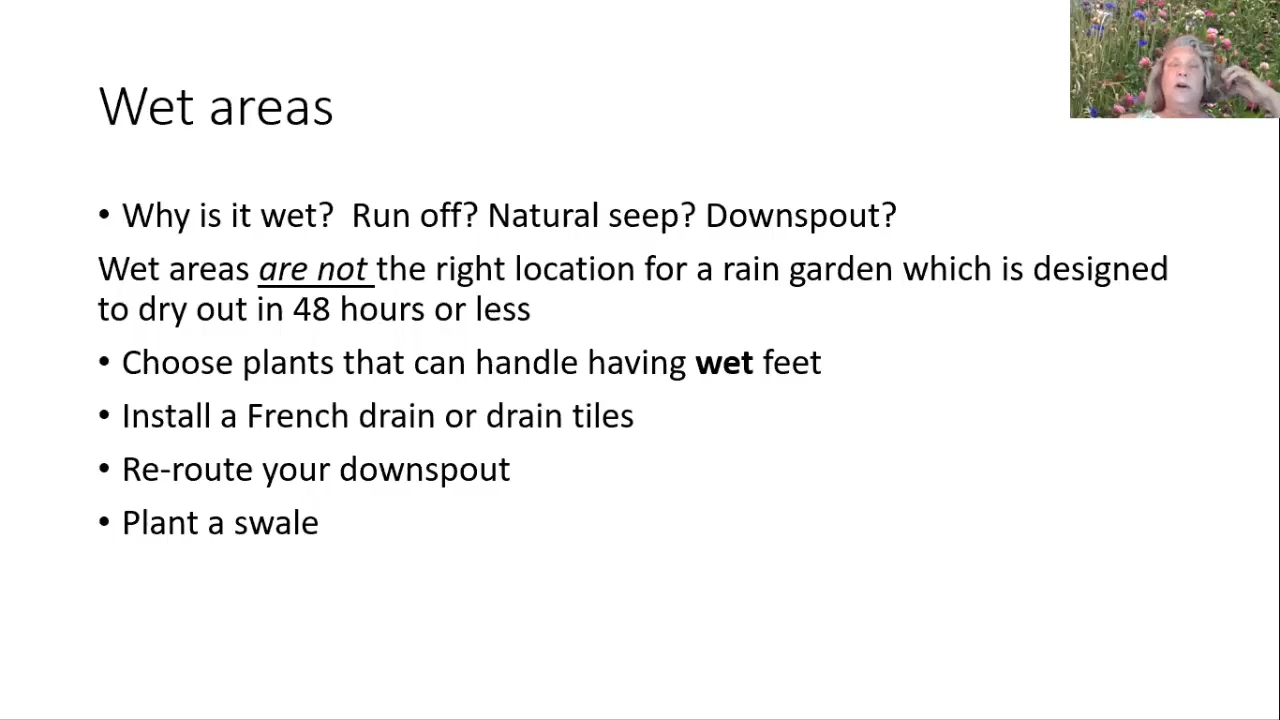 Wet areas
• Why is it wet?  Run off? Natural seep? Downspout?
Wet areas are not the right location for a rain garden which is designed
to dry out in 48 hours or less
• Choose plants that can handle having wet feet
• Install a French drain or drain tiles
• Re-route your downspout
• Plant a swale